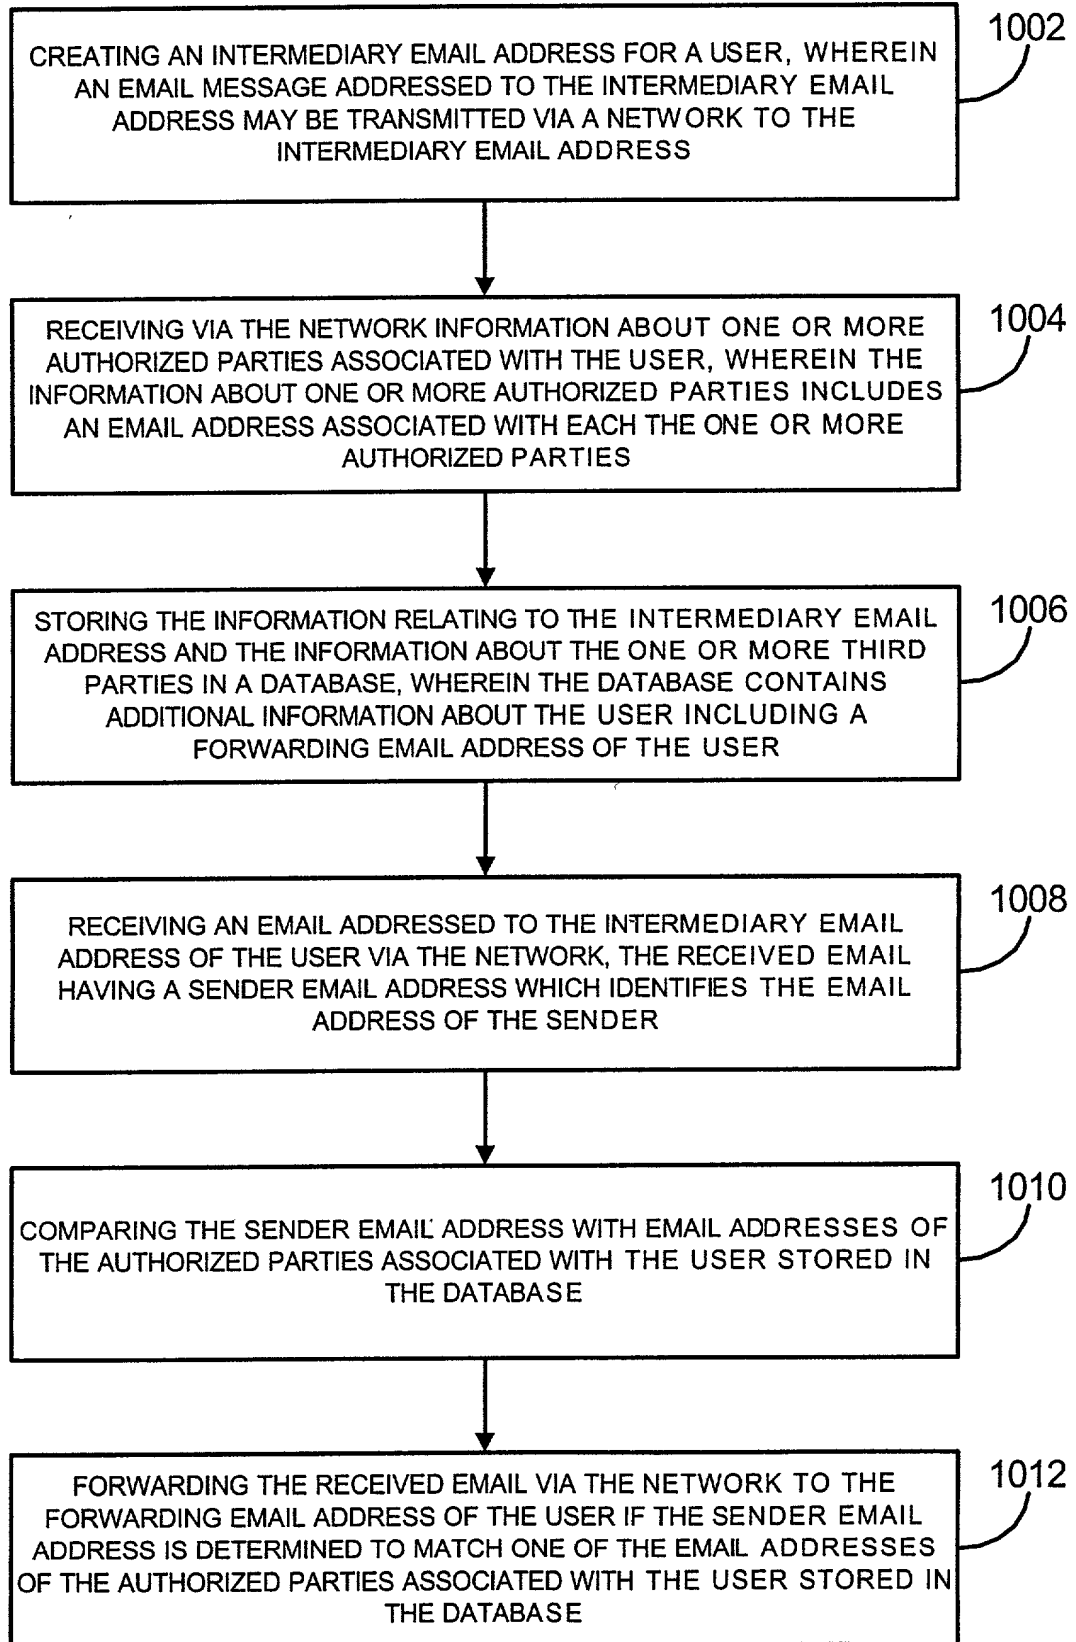 CREATING AN INTERMEDIARY EMAIL ADDRESS FOR A USER, WHEREIN
AN EMAIL MESSAGE ADDRESSED TO THE INTERMEDIARY EMAIL
ADDRESS MAY BE TRANSMITTED VIA A NETWORK TO THE
INTERMEDIARY EMAIL ADDRESS
1002
RECEIVING VIA THE NETWORK INFORMATION ABOUT ONE OR MORE
AUTHORIZED PARTIES ASSOCIATED WITH THE USER, WHEREIN THE
INFORMATION ABOUT ONE OR MORE AUTHORIZED PARTIES INCLUDES
AN EMAIL ADDRESS ASSOCIATED WITH EACH THE ONE OR MORE
AUTHORIZED PARTIES
1004
STORING THE INFORMATION RELATING TO THE INTERMEDIARY EMAIL
ADDRESS AND THE INFORMATION ABOUT THE ONE OR MORE THIRD
PARTIES IN A DATABASE, WHEREIN THE DATABASE CONTAINS
ADDITIONAL INFORMATION ABOUT THE USER INCLUDING A
FORWARDING EMAIL ADDRESS OF THE USER
1006
RECEIVING AN EMAIL ADDRESSED TO THE INTERMEDIARY EMAIL
ADDRESS OF THE USER VIA THE NETWORK, THE RECEIVED EMAIL
HAVING A SENDER EMAIL ADDRESS WHICH IDENTIFIES THE EMAIL
ADDRESS OF THE SENDER
1008
COMPARING THE SENDER EMAIL ADDRESS WITH EMAIL ADDRESSES OF
THE AUTHORIZED PARTIES ASSOCIATED WITH THE USER STORED IN
THE DATABASE
1010
FORWARDING THE RECEIVED EMAIL VIA THE NETWORK TO THE
FORWARDING EMAIL ADDRESS OF THE USER IF THE SENDER EMAIL
ADDRESS IS DETERMINED TO MATCH ONE OF THE EMAIL ADDRESSES
OF THE AUTHORIZED PARTIES ASSOCIATED WITH THE USER STORED IN
THE DATABASE
1012